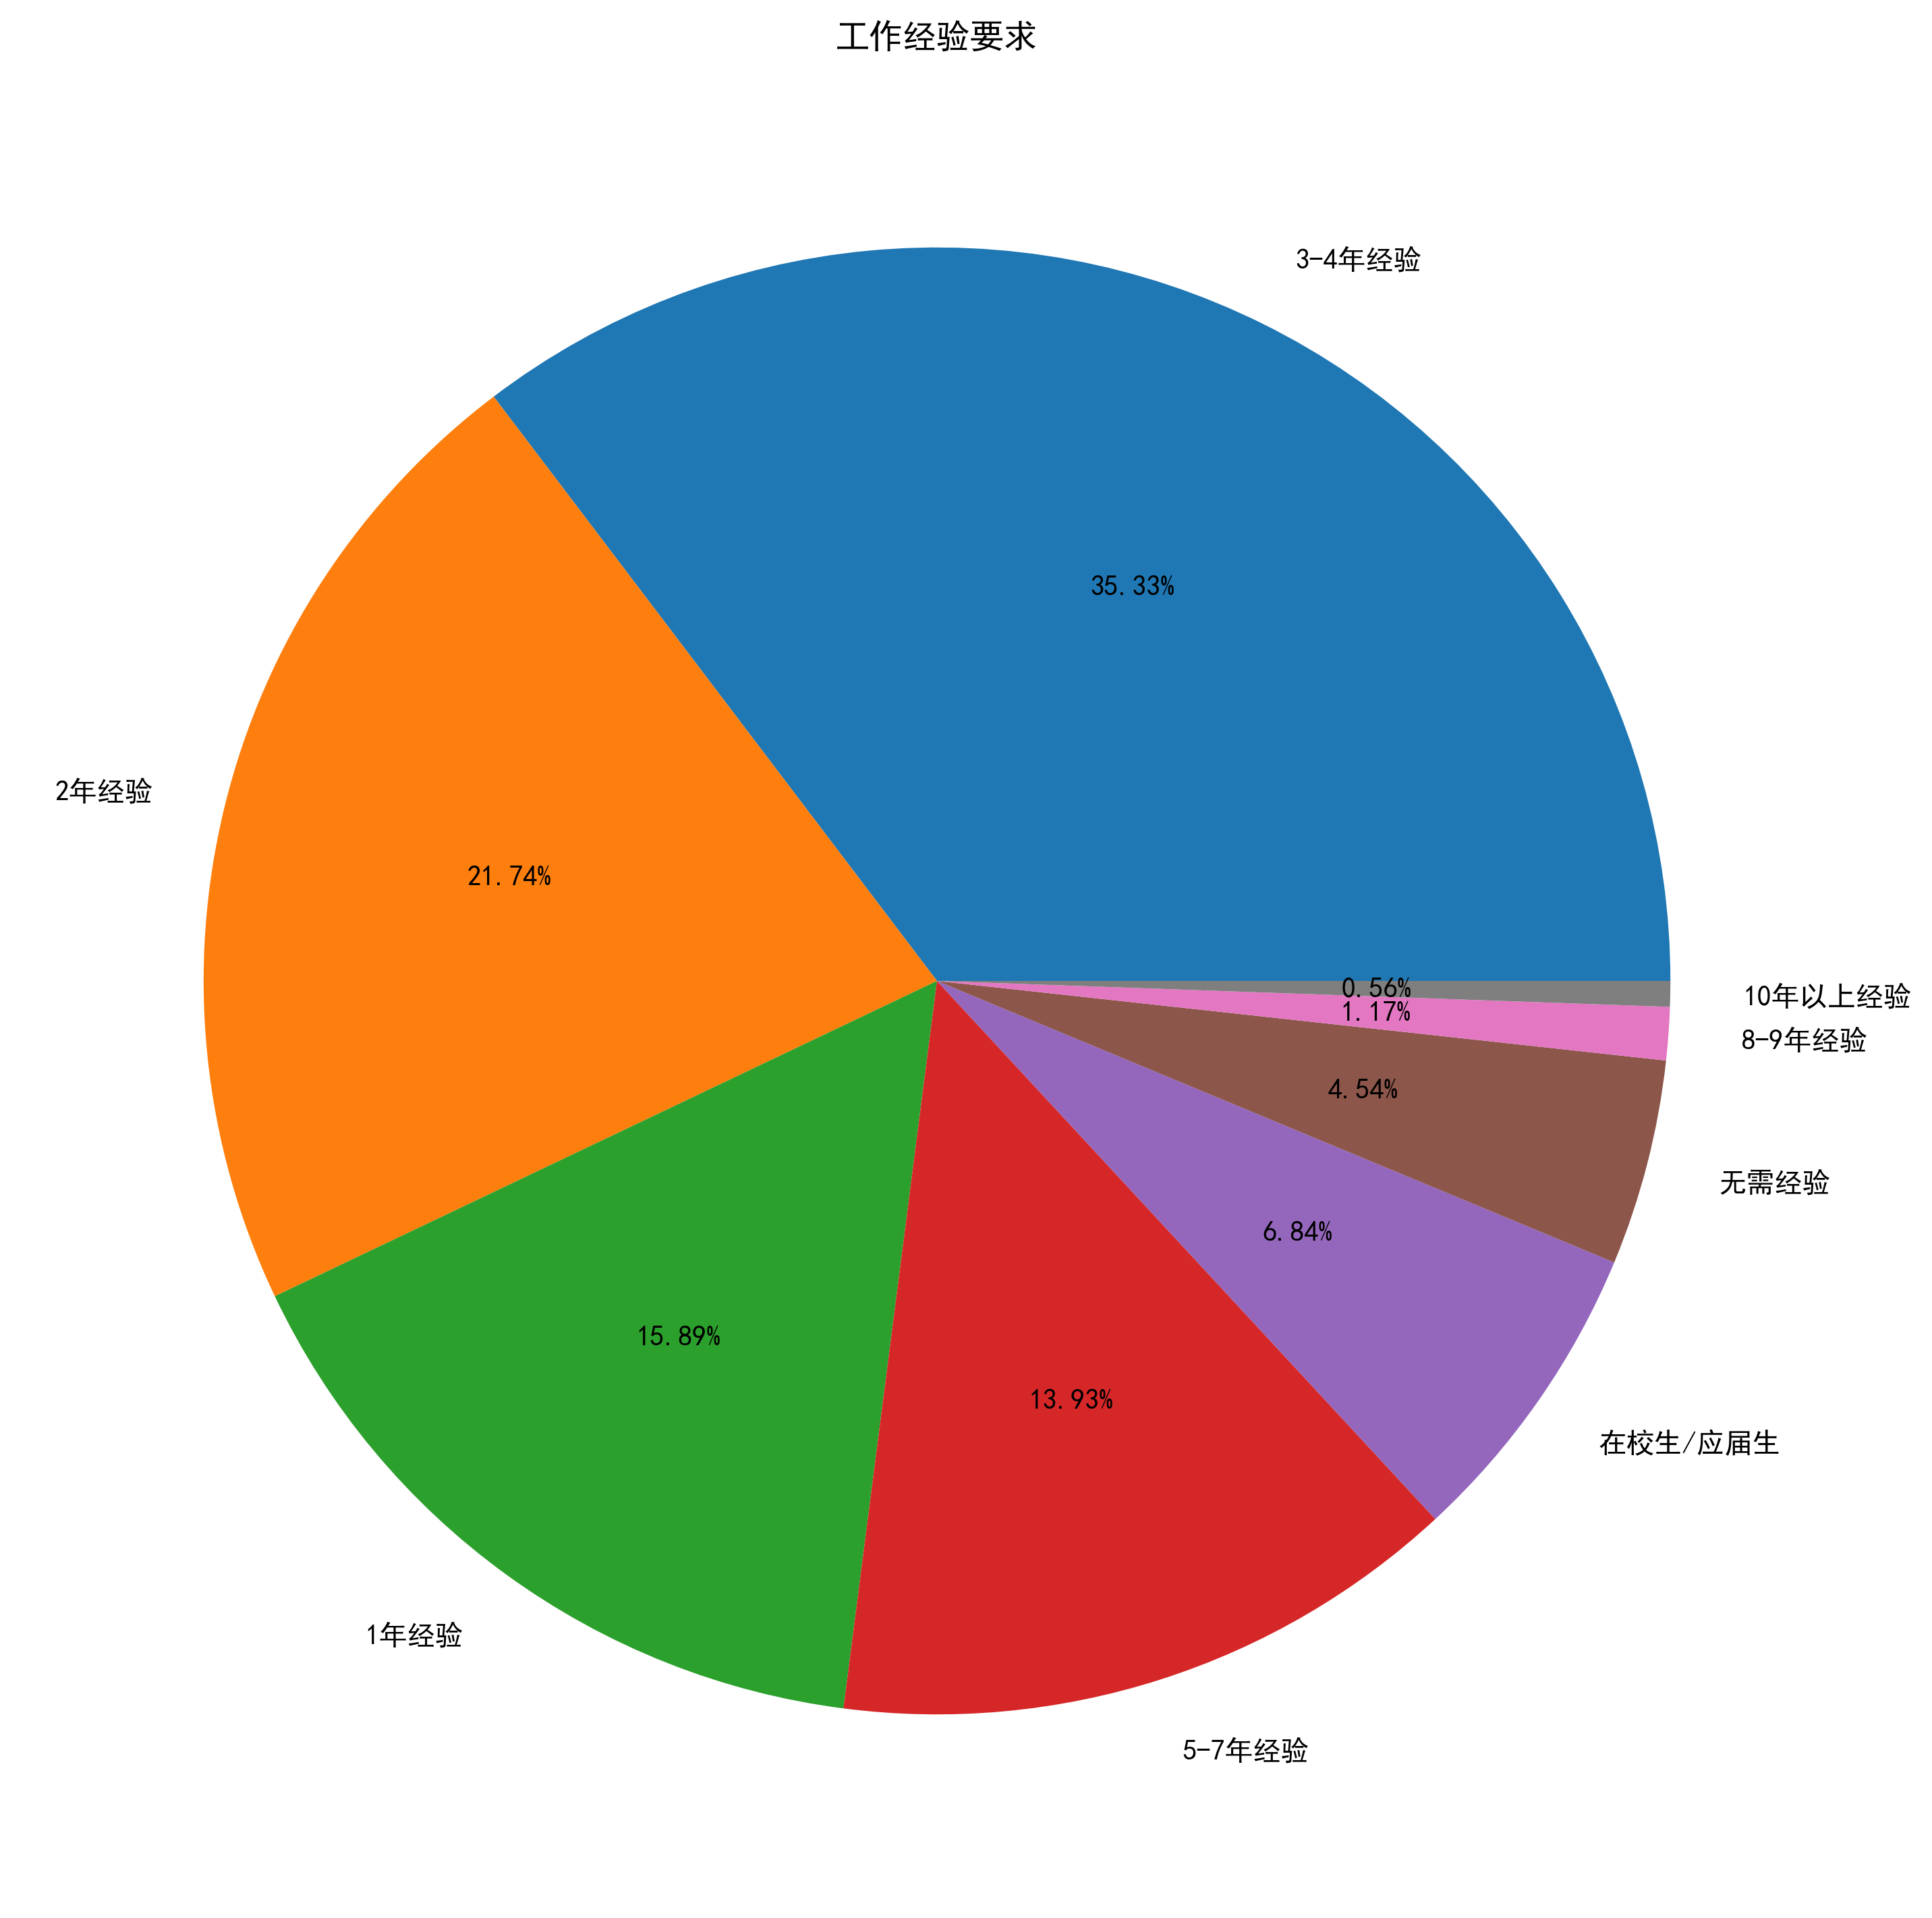 工作经验要求
3-4年经验
35.33%
2年经验
21.74%
0.56%
10年以上经验
1.17%
8-9年经验
4.54%
无需经验
6.84%
15.89%
13.93%
在校生/应届生
1年经验
5-7年经验